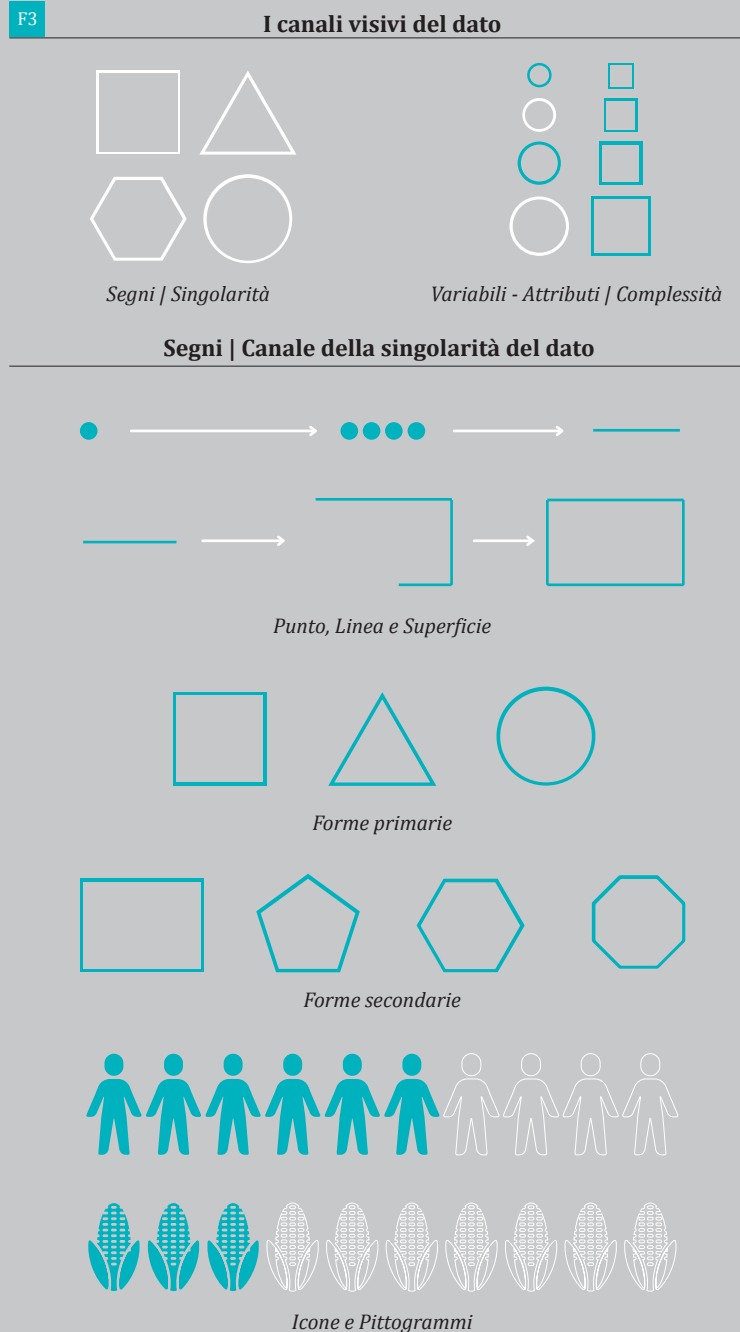 F3
I canali visivi del dato
Segni | Singolarità
Variabili - Attributi | Complessità
Segni | Canale della singolarità del dato
Punto, Linea e Superficie
Forme primarie
Forme secondarie
Icone e Pittogrammi